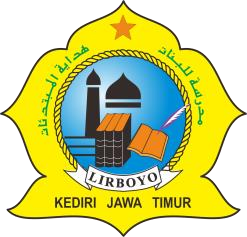 مدرسة للبنات
هداية المبتدئات
LIRBOYO
KEDIRI JAWA TIMUR